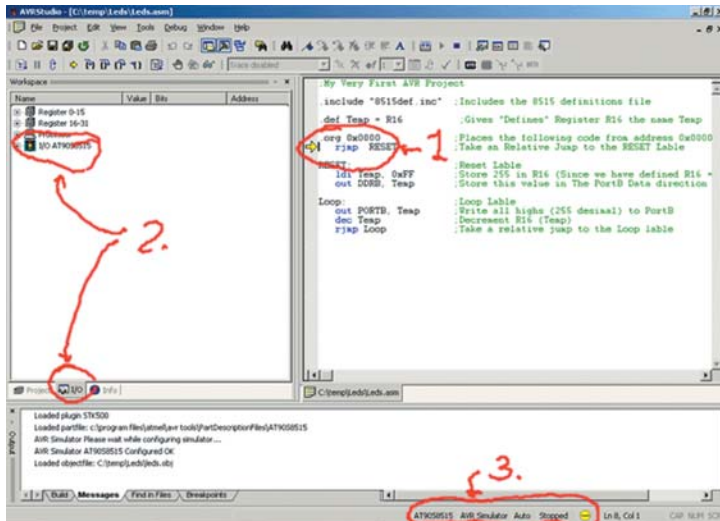 AVRStudio - [C:\temp\Leds\Leds.asm]
File Project Edit View Tools Debug Window Help
Trace disabled
Workspace
Name Value Bits Address
Register 0-15
Register 16-31
I/O AT90S8515
2.
Project I/O Info
;My Very First AVR Project
.include "8515def.inc" ;Includes the 8515 definitions file
.def Temp = R16 ;Gives "Defines" Register R16 the name Temp
.org 0x0000 ;Places the following code from address 0x0000
rjmp RESET ;Take an Relative Jump to the RESET Lable
1
RESET: ;Reset Lable
ldi Temp, 0xFF ;Store 255 in R16 (Since we have defined R16 =
out DDRB, Temp ;Store this value in The PortB Data direction
Loop: ;Loop Lable
out PORTB, Temp ;Write all highs (255 desimal) to PortB
dec Temp ;Decrement R16 (Temp)
rjmp Loop ;Take a relative jump to the Loop lable
C:\temp\Leds\Leds.asm
Output
Loaded plugin STK500
Loaded partfile: c:\program files\atmel\avr tools\PartDescriptionFiles\AT90S8515
AVR Simulator Please wait while configuring simulator...
AVR Simulator AT90S8515 Configured OK
Loaded objectfile: C:\temp\Leds\leds.obj
3.
Build Messages Find in Files Breakpoints
AT90S8515 AVR Simulator Auto Stopped Ln 8, Col 1 CAP NUM